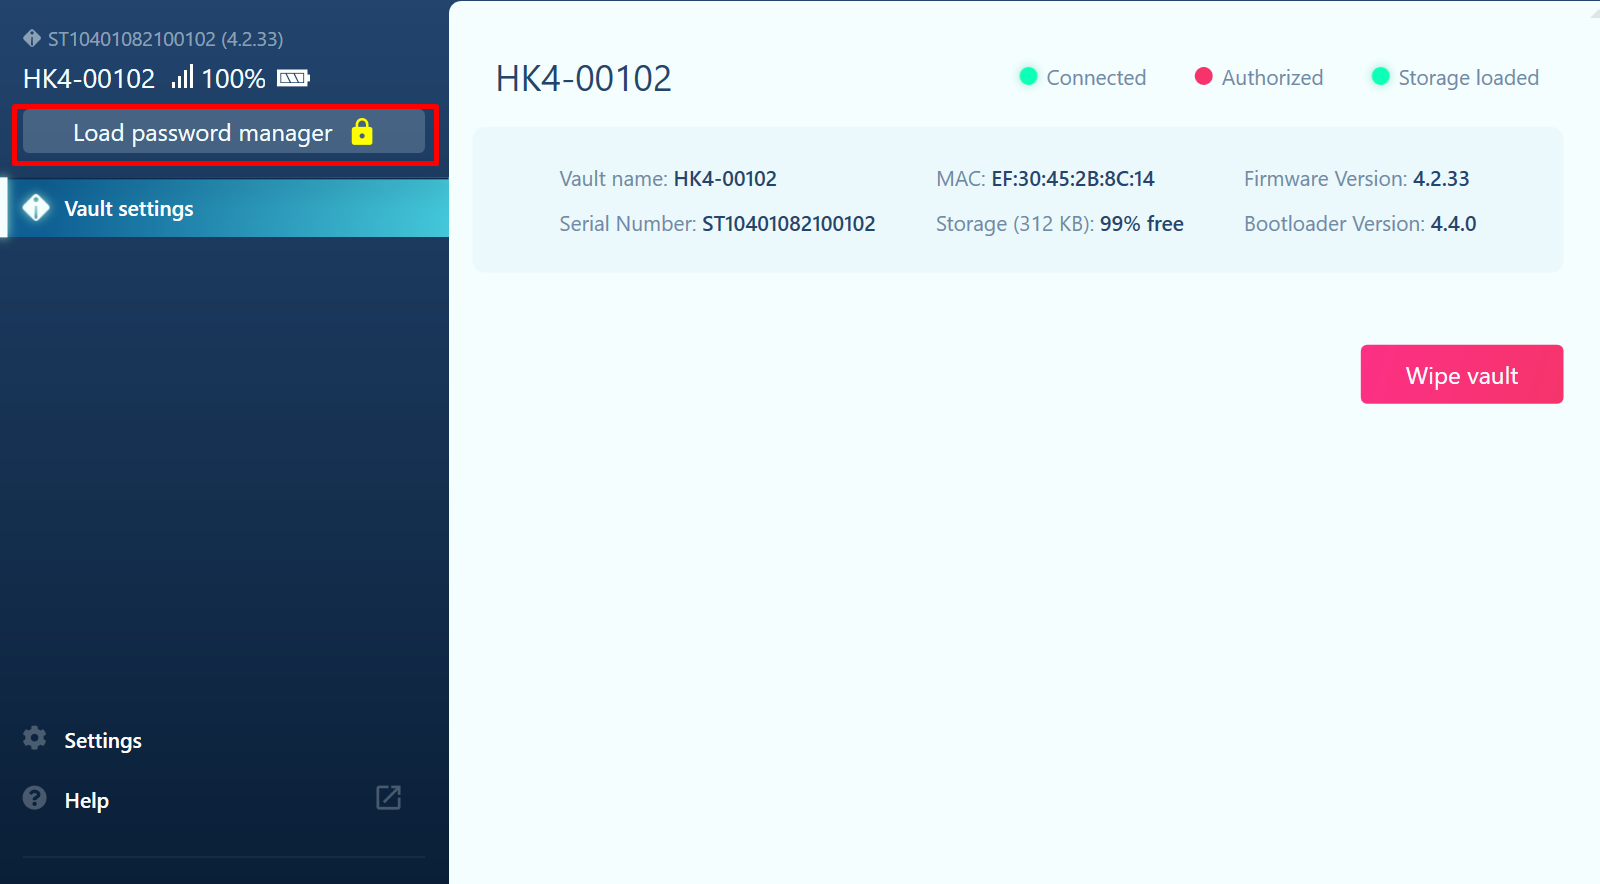 ST10401082100102 (4.2.33)
HK4-00102 100%
Load password manager
Vault settings
Settings
Help
HK4-00102
Connected
Authorized
Storage loaded
Vault name: HK4-00102
MAC: EF:30:45:2B:8C:14
Firmware Version: 4.2.33
Serial Number: ST10401082100102
Storage (312 KB): 99% free
Bootloader Version: 4.4.0
Wipe vault